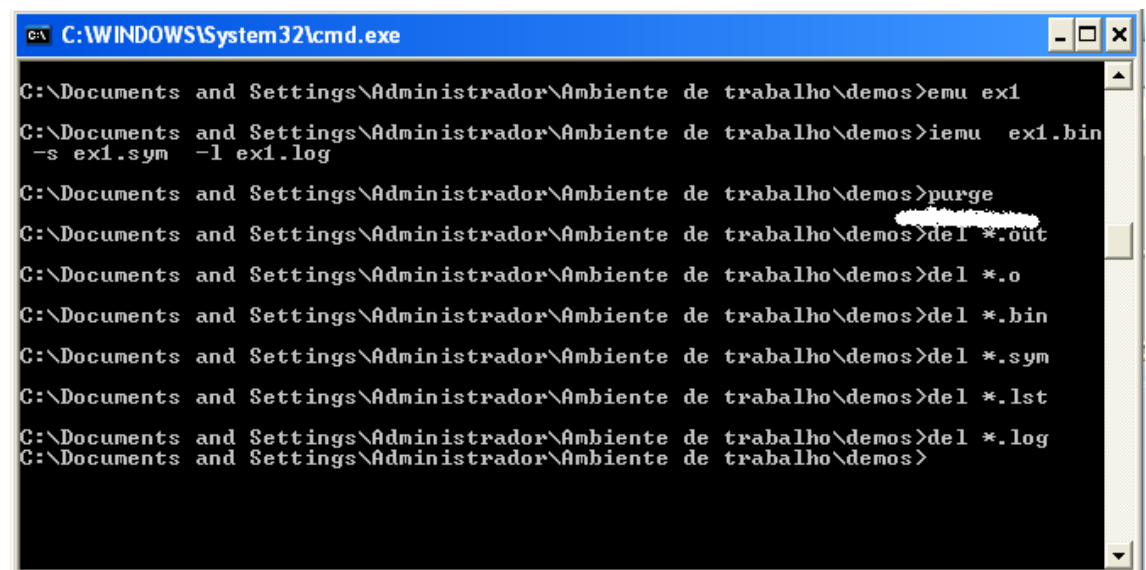 C:\WINDOWS\System32\cmd.exe
C:\Documents and Settings\Administrador\Ambiente de trabalho\demos>emu ex1
C:\Documents and Settings\Administrador\Ambiente de trabalho\demos>iemu  ex1.bin
 -s ex1.sym  -l ex1.log
C:\Documents and Settings\Administrador\Ambiente de trabalho\demos>purge
C:\Documents and Settings\Administrador\Ambiente de trabalho\demos>del *.out
C:\Documents and Settings\Administrador\Ambiente de trabalho\demos>del *.o
C:\Documents and Settings\Administrador\Ambiente de trabalho\demos>del *.bin
C:\Documents and Settings\Administrador\Ambiente de trabalho\demos>del *.sym
C:\Documents and Settings\Administrador\Ambiente de trabalho\demos>del *.lst
C:\Documents and Settings\Administrador\Ambiente de trabalho\demos>del *.log
C:\Documents and Settings\Administrador\Ambiente de trabalho\demos>